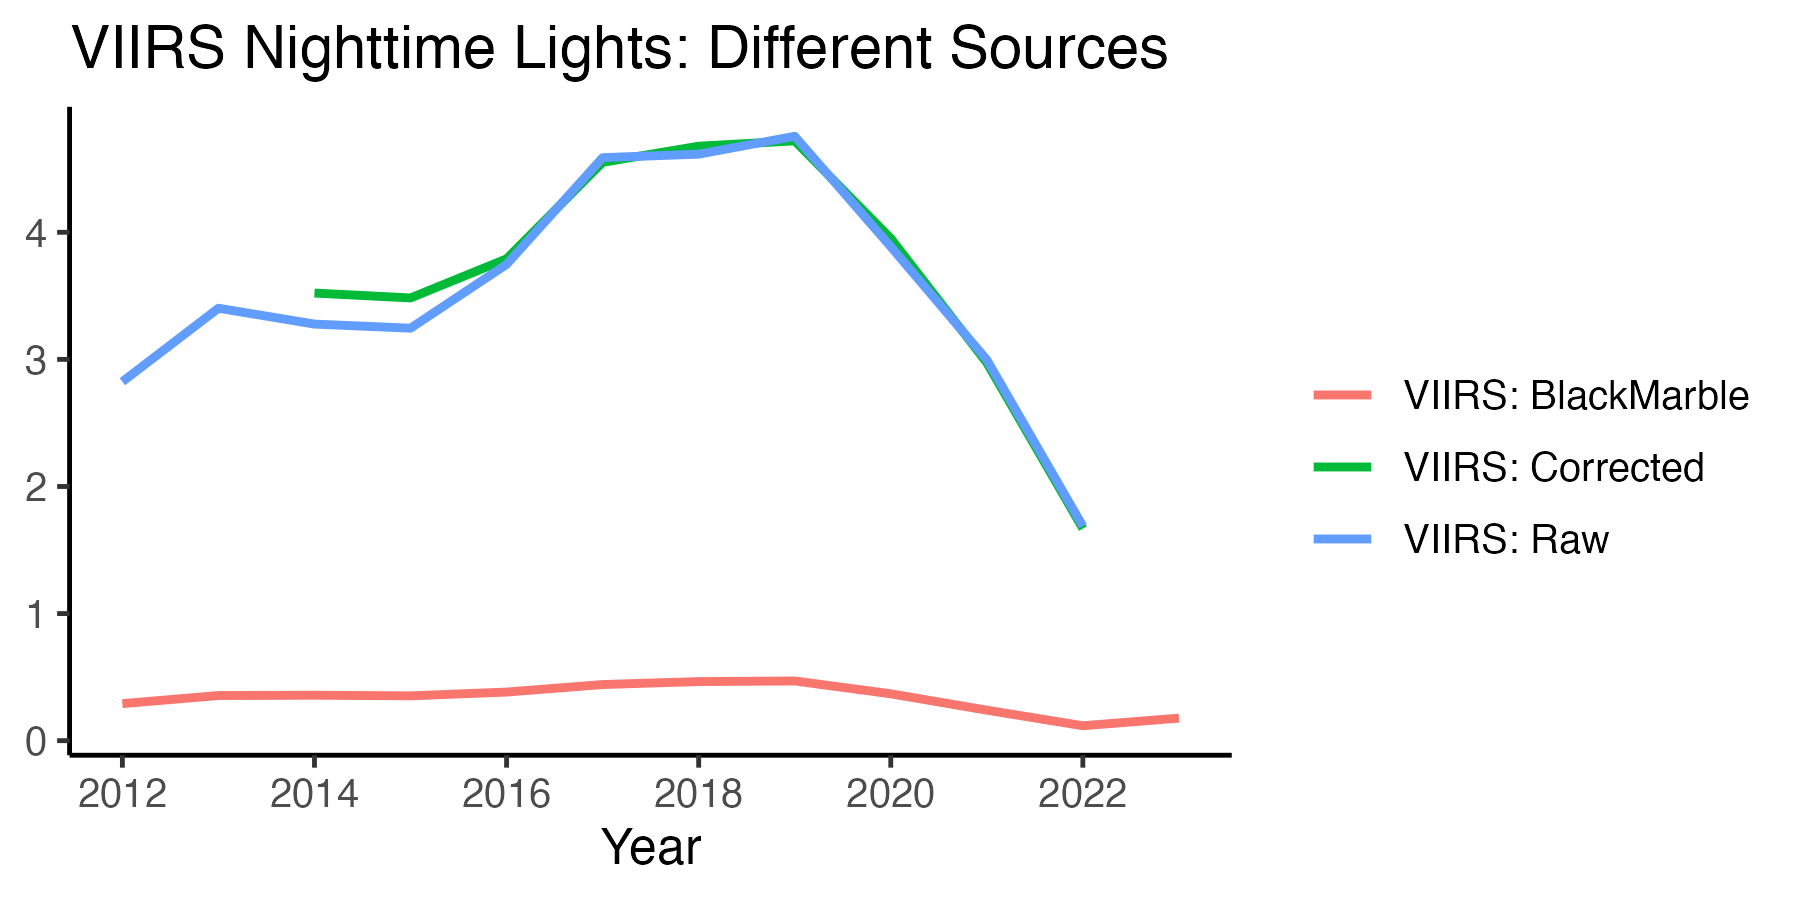 VIIRS Nighttime Lights: Different Sources
4
3
2
1
0
2012 2014 2016 2018 2020 2022
Year
VIIRS: BlackMarble
VIIRS: Corrected
VIIRS: Raw